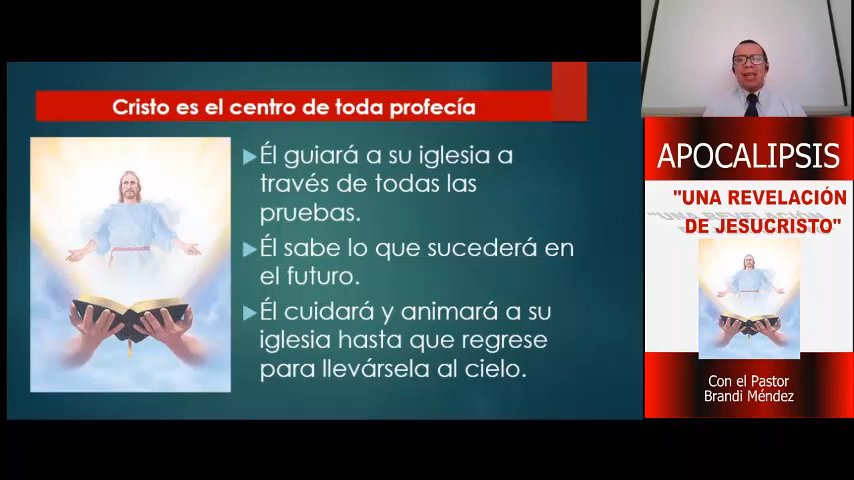 Cristo es el centro de toda profecía
Él guiará a su iglesia a
través de todas las
pruebas.
Él sabe lo que sucederá en
el futuro.
Él cuidará y animará a su
iglesia hasta que regrese
para llevársela al cielo.
APOCALIPSIS
"UNA REVELACIÓN
DE JESUCRISTO"
Con el Pastor
Brandi Méndez